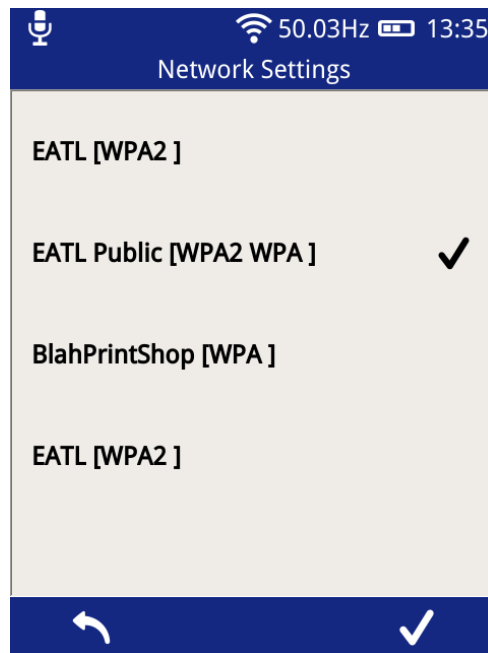 50.03Hz 13:35
Network Settings
EATL [WPA2 ]
EATL Public [WPA2 WPA ]
BlahPrintShop [WPA ]
EATL [WPA2 ]